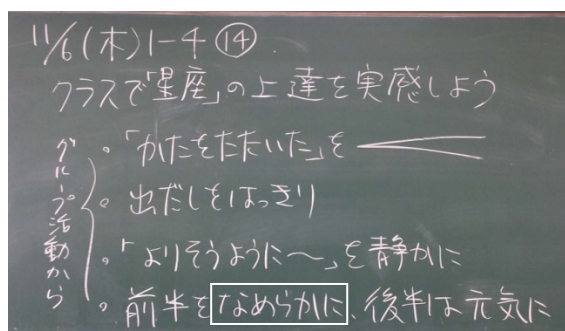 11/6(木)1-4 ⑭
クラスで「星座」の上達を実感しよう
グループ活動から
。「かたをたたいた」を
。出だしをはっきり
。「よりそうように〜」を静かに
。前半をなめらかに、後半は元気に